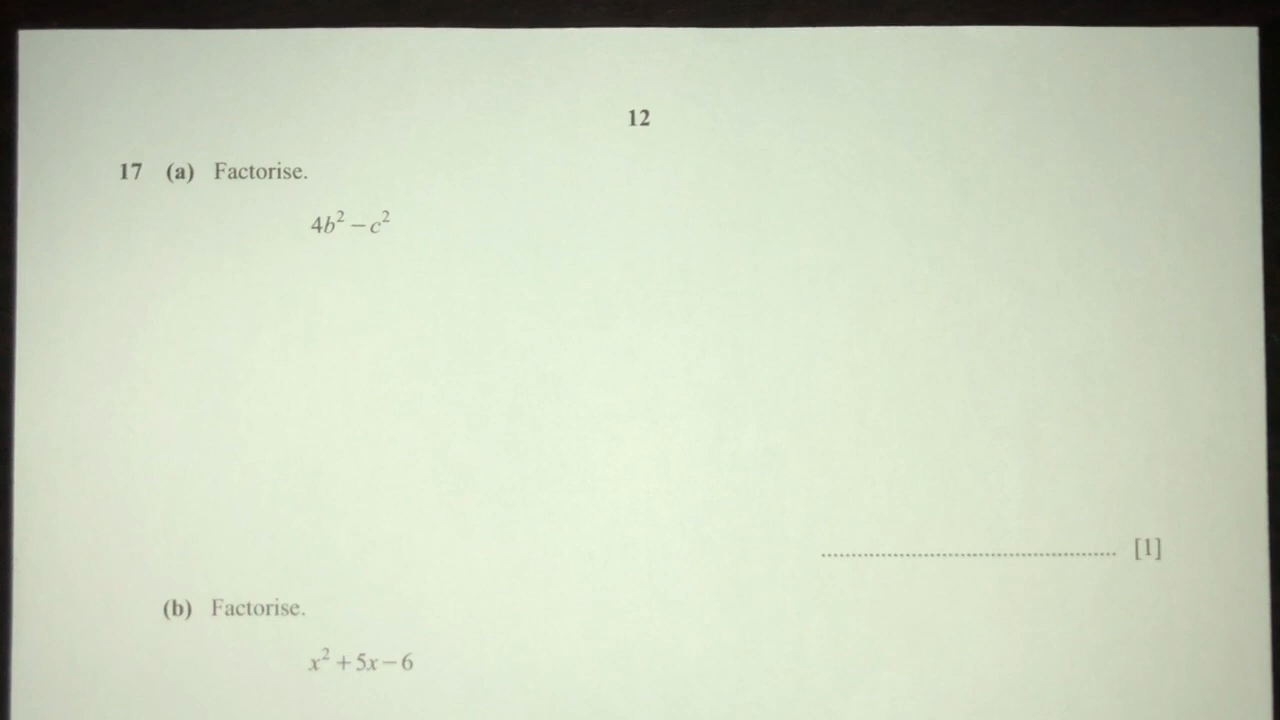 12
17 (a) Factorise.
4b² – c²
................................................ [1]
(b) Factorise.
x² + 5x – 6